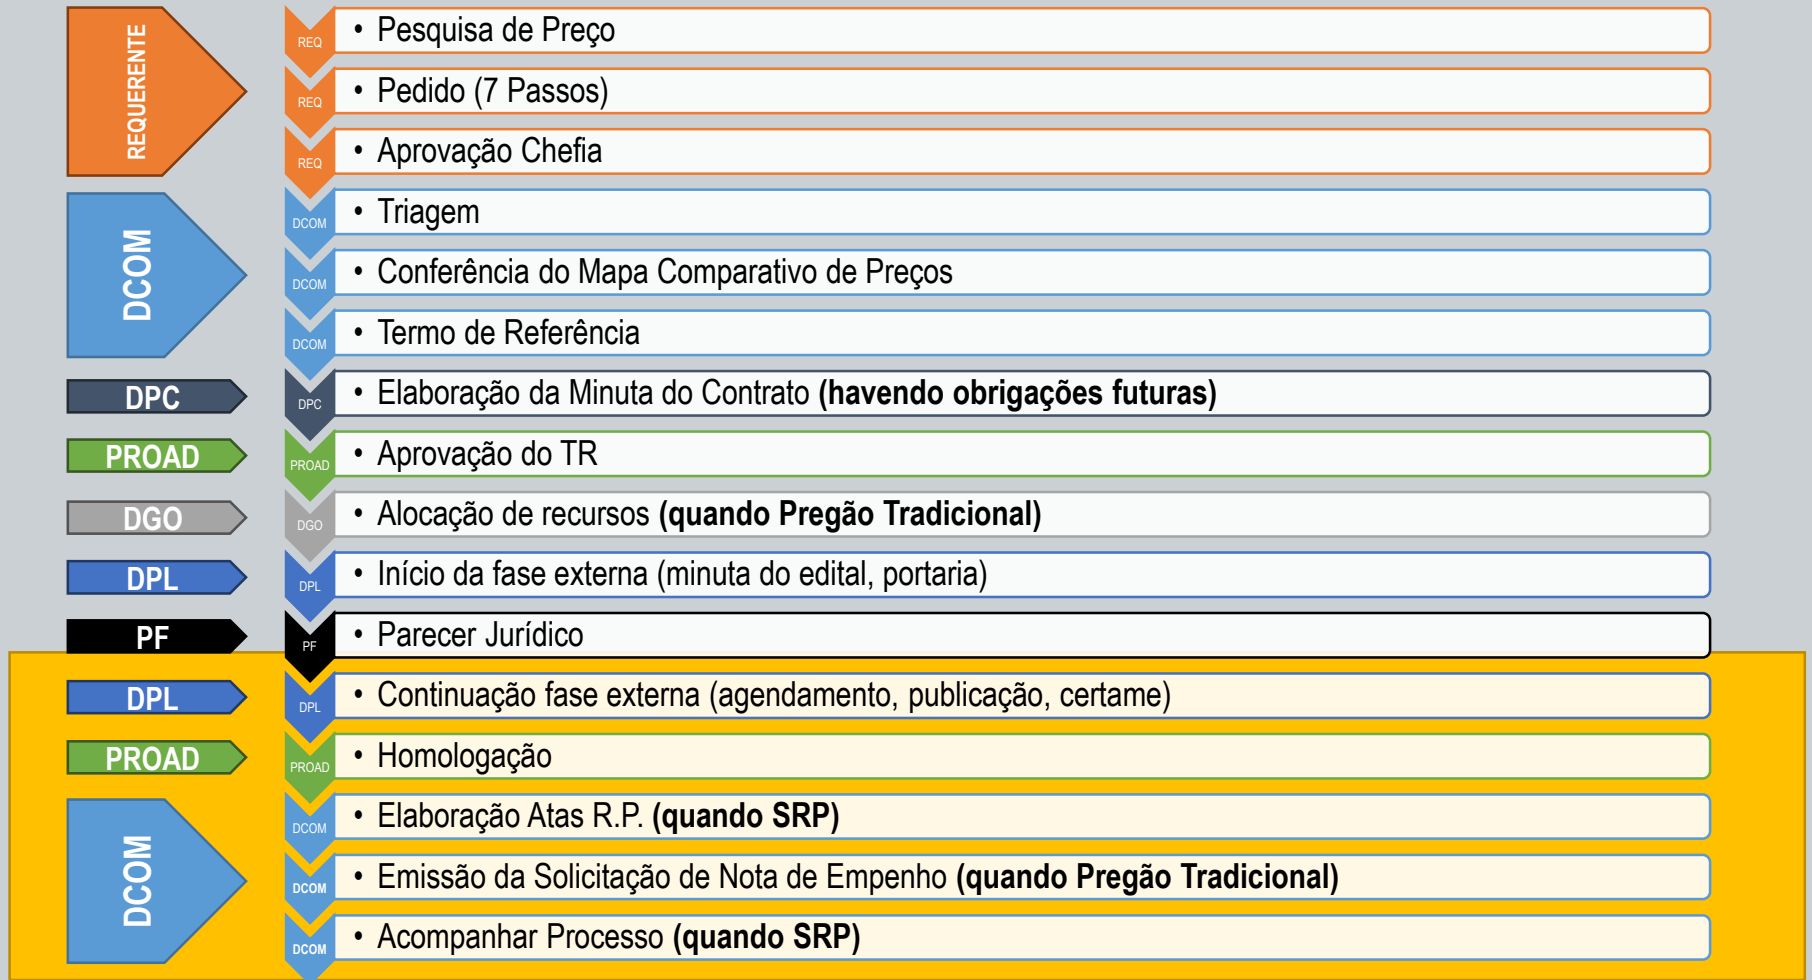 REQUERENTE
REQ
• Pesquisa de Preço
REQ
• Pedido (7 Passos)
REQ
• Aprovação Chefia
DCOM
DCOM
• Triagem
DCOM
• Conferência do Mapa Comparativo de Preços
DCOM
• Termo de Referência
DPC
DPC
• Elaboração da Minuta do Contrato (havendo obrigações futuras)
PROAD
PROAD
• Aprovação do TR
DGO
DGO
• Alocação de recursos (quando Pregão Tradicional)
DPL
DPL
• Início da fase externa (minuta do edital, portaria)
PF
PF
• Parecer Jurídico
DPL
DPL
• Continuação fase externa (agendamento, publicação, certame)
PROAD
PROAD
• Homologação
DCOM
DCOM
• Elaboração Atas R.P. (quando SRP)
DCOM
• Emissão da Solicitação de Nota de Empenho (quando Pregão Tradicional)
DCOM
• Acompanhar Processo (quando SRP)